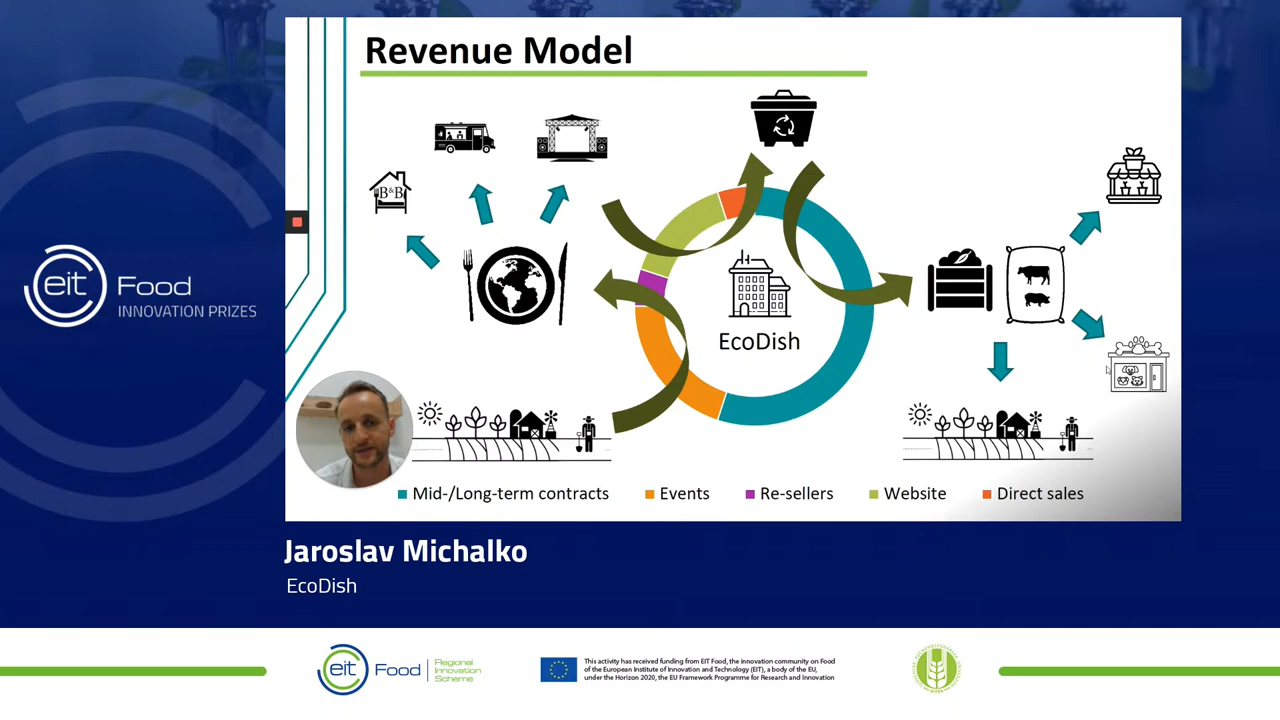 Revenue Model
B&B
eit Food
INNOVATION PRIZES
EcoDish
Mid-/Long-term contracts
Events
Re-sellers
Website
Direct sales
Jaroslav Michalko
EcoDish
eit Food
Regional
Innovation
Scheme
This activity has received funding from EIT Food, the innovation community on Food
of the European Institute of Innovation and Technology (EIT), a body of the EU,
under the Horizon 2020, the EU Framework Programme for Research and Innovation